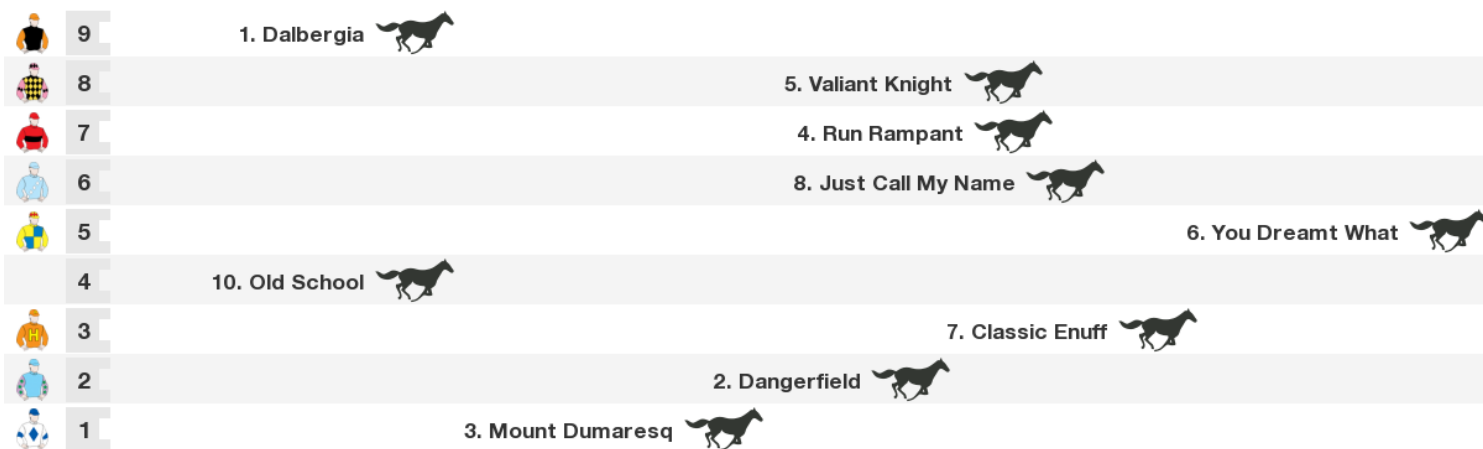 9 1. Dalbergia
8 5. Valiant Knight
7 4. Run Rampant
6 8. Just Call My Name
5 6. You Dreamt What
4 10. Old School
3 H 7. Classic Enuff
2 2. Dangerfield
1 3. Mount Dumaresq